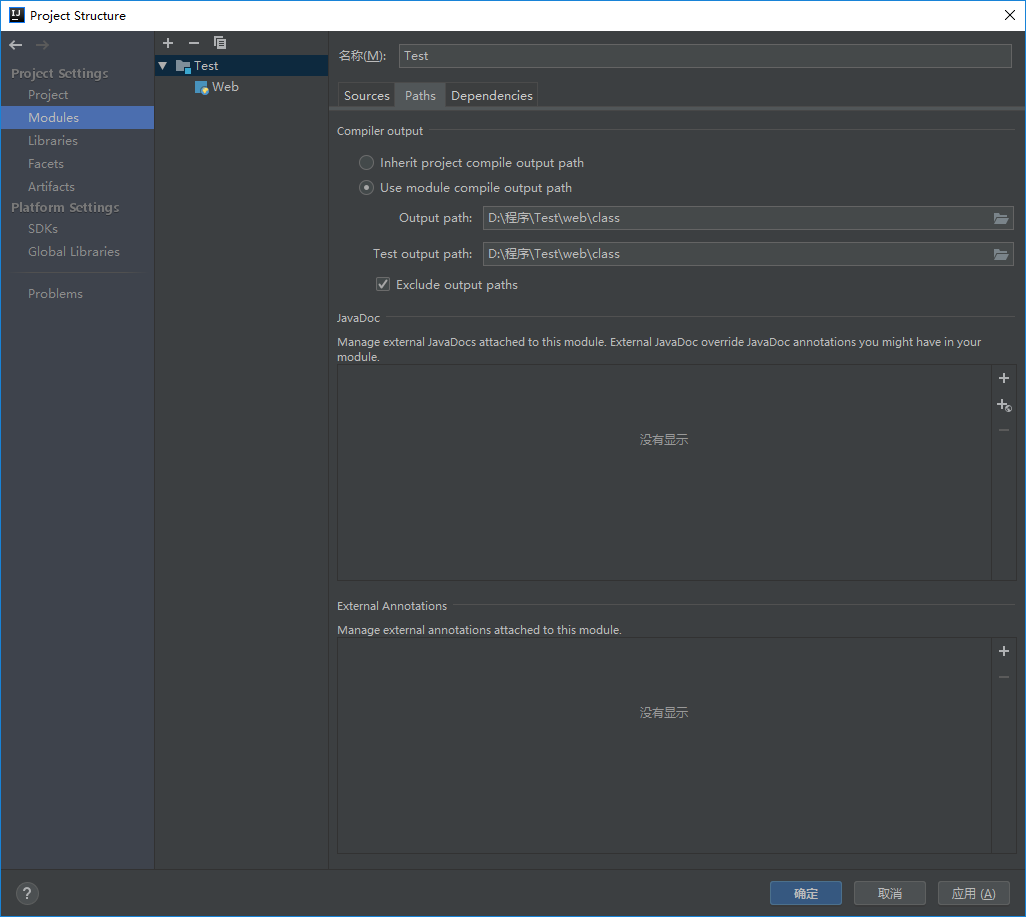 Project Structure
Project Settings
Project
Modules
Libraries
Facets
Artifacts
Platform Settings
SDKs
Global Libraries
Problems
Test
Web
名称(M):
Test
Sources
Paths
Dependencies
Compiler output
Inherit project compile output path
Use module compile output path
Output path:
D:\程序\Test\web\class
Test output path:
D:\程序\Test\web\class
Exclude output paths
JavaDoc
Manage external JavaDocs attached to this module. External JavaDoc override JavaDoc annotations you might have in your
module.
没有显示
External Annotations
Manage external annotations attached to this module.
没有显示
?
确定
取消
应用 (A)